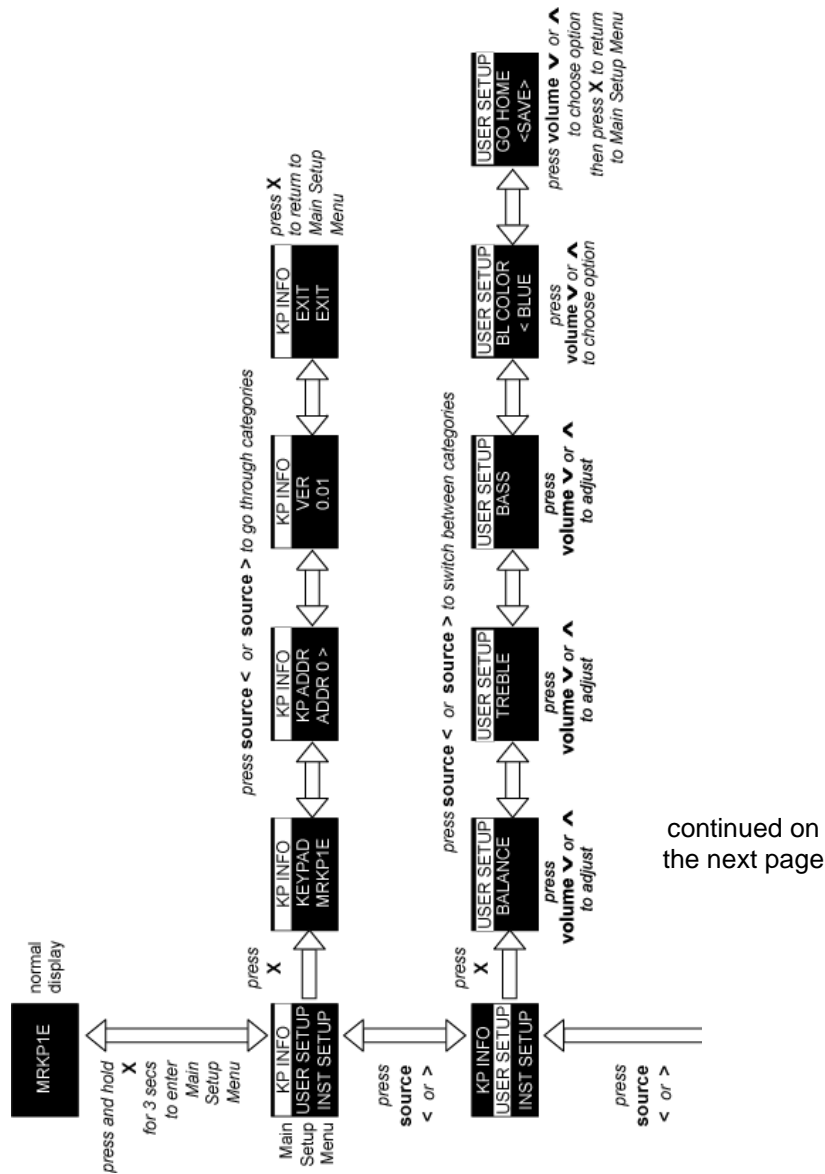 MRKP1E
normal
display
press and hold
X
for 3 secs
to enter
Main
Setup
Menu
Main
Setup
Menu
KP INFO
USER SETUP
INST SETUP
press
X
KP INFO
KEYPAD
MRKP1E
KP INFO
KP ADDR
ADDR 0 >
KP INFO
VER
0.01
KP INFO
EXIT
EXIT
press source < or source > to go through categories
press X
to return to
Main Setup
Menu
press
source
< or >
KP INFO
USER SETUP
INST SETUP
press
X
USER SETUP
BALANCE
press
volume ∨ or ∧
to adjust
USER SETUP
TREBLE
press
volume ∨ or ∧
to adjust
USER SETUP
BASS
press
volume ∨ or ∧
to adjust
USER SETUP
BL COLOR
< BLUE
press
volume ∨ or ∧
to choose option
USER SETUP
GO HOME
<SAVE>
press volume ∨ or ∧
to choose option
then press X to return
to Main Setup Menu
press source < or source > to switch between categories
press
source
< or >
continued on
the next page